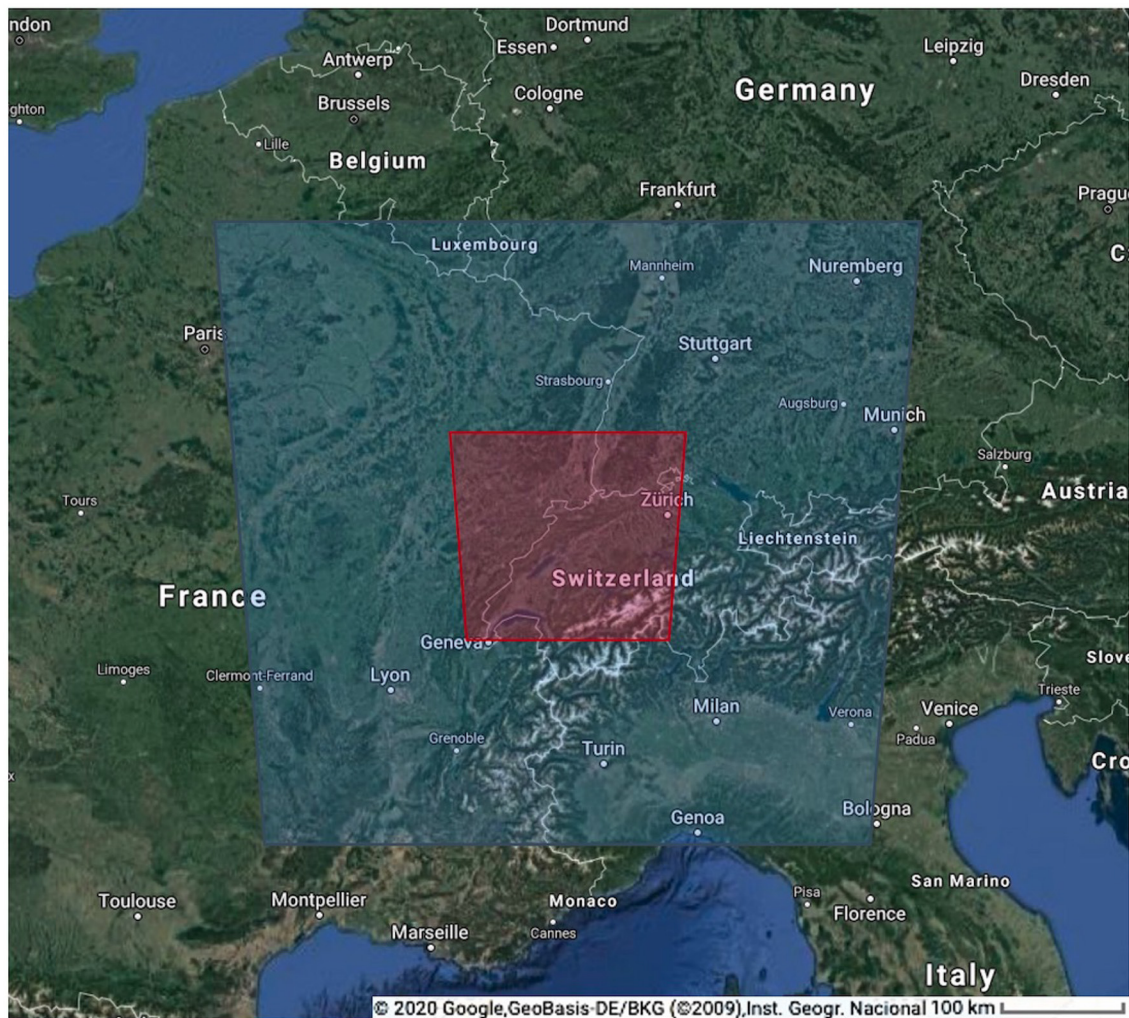 ndon
Dortmund
Essen
Leipzig
Antwerp
Dresden
Germany
Cologne
Brussels
ghton
Lille
Belgium
Frankfurt
Prague
Luxembourg
C
Mannheim
Nuremberg
Paris
Stuttgart
Strasbourg
Augsburg
Munich
Salzburg
Tours
Zürich
Austria
Liechtenstein
Switzerland
France
Geneva
Limoges
Clermont-Ferrand
Lyon
Slove
Trieste
Milan
Verona
Venice
Padua
Grenoble
Turin
Cro
Bologna
Genoa
San Marino
Toulouse
Montpellier
Monaco
Pisa
Florence
Marseille
Cannes
Italy
© 2020 Google,GeoBasis-DE/BKG (©2009),Inst. Geogr. Nacional 100 km